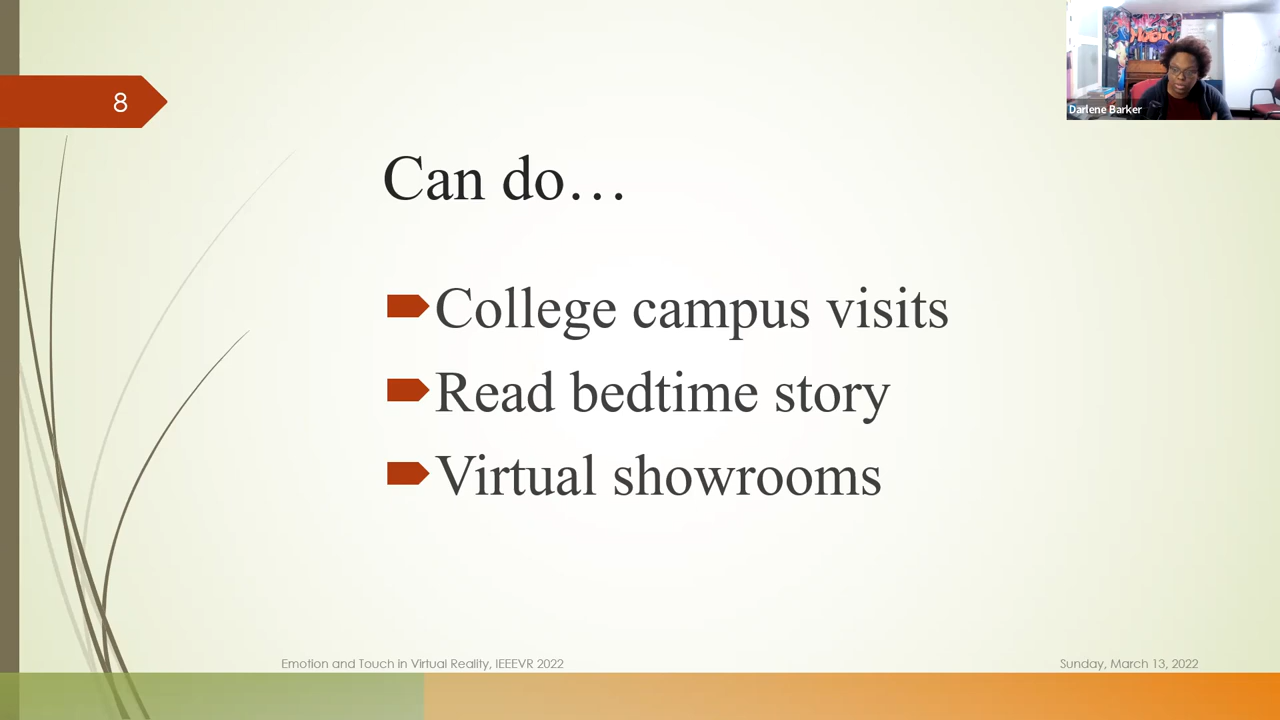 8
Darlene Barker
Can do…
College campus visits
Read bedtime story
Virtual showrooms
Emotion and Touch in Virtual Reality, IEEEVR 2022
Sunday, March 13, 2022